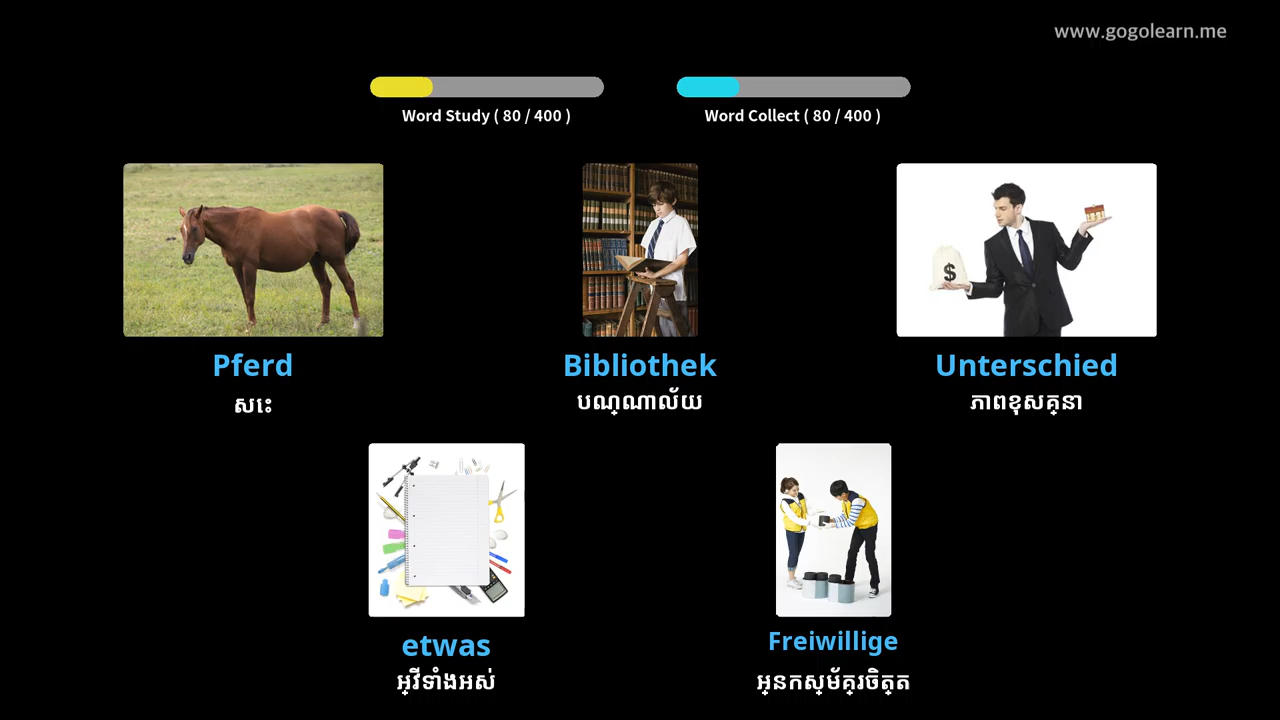 www.gogolearn.me
Word Study ( 80 / 400 )
Word Collect ( 80 / 400 )
Pferd
Bibliothek
Unterschied
សេះ
បណ្ណាល័យ
ភាពខុសគ្នា
etwas
Freiwillige
អ្វីទាំងអស់
អ្នកស្ម័គ្រចិត្ត